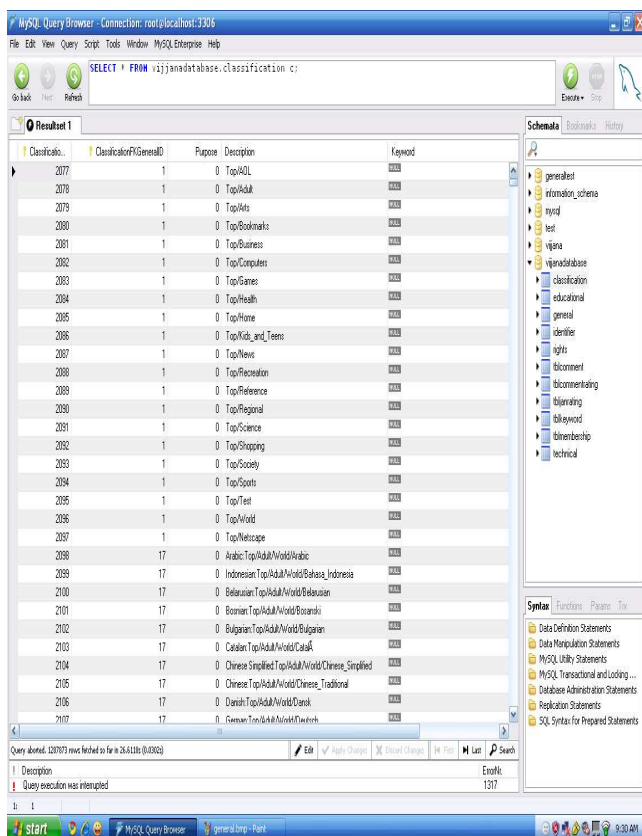 MySQL Query Browser - Connection: root@localhost:3306
File Edit View Query Script Tools Window MySQL Enterprise Help
Go back Next Refresh
SELECT * FROM vijjanadatabase.classification c;
Execute Stop
Resultset 1
Classificatio... ClassificationFKGeneralID Purpose Description Keyword
2077 1 0 Top/AOL NULL
2078 1 0 Top/Adult NULL
2079 1 0 Top/Arts NULL
2080 1 0 Top/Bookmarks NULL
2081 1 0 Top/Business NULL
2082 1 0 Top/Computers NULL
2083 1 0 Top/Games NULL
2084 1 0 Top/Health NULL
2085 1 0 Top/Home NULL
2086 1 0 Top/Kids_and_Teens NULL
2087 1 0 Top/News NULL
2088 1 0 Top/Recreation NULL
2089 1 0 Top/Reference NULL
2090 1 0 Top/Regional NULL
2091 1 0 Top/Science NULL
2092 1 0 Top/Shopping NULL
2093 1 0 Top/Society NULL
2094 1 0 Top/Sports NULL
2095 1 0 Top/Test NULL
2096 1 0 Top/World NULL
2097 1 0 Top/Netscape NULL
2098 17 0 Arabic:Top/Adult/World/Arabic NULL
2099 17 0 Indonesian:Top/Adult/World/Bahasa_Indonesia NULL
2100 17 0 Belarusian:Top/Adult/World/Belarusian NULL
2101 17 0 Bosnian:Top/Adult/World/Bosanski NULL
2102 17 0 Bulgarian:Top/Adult/World/Bulgarian NULL
2103 17 0 Catalan:Top/Adult/World/CatalÃ NULL
2104 17 0 Chinese Simplified:Top/Adult/World/Chinese_Simplified NULL
2105 17 0 Chinese:Top/Adult/World/Chinese_Traditional NULL
2106 17 0 Danish:Top/Adult/World/Dansk NULL
2107 17 0 German:Top/Adult/World/Deutsch NULL
Query aborted. 1207873 rows fetched so far in 26.6118s (0.0302s)
Edit Apply Changes Discard Changes First Last Search
! Description ErrorNr.
! Query execution was interrupted 1317
1: 1
Schemata Bookmarks History
generaltest
information_schema
mysql
test
vijjana
vijjanadatabase
classification
educational
general
identifier
rights
tblcomment
tblcommentrating
tbljanrating
tblkeyword
tblmembership
technical
Syntax Functions Params Trx
Data Definition Statements
Data Manipulation Statements
MySQL Utility Statements
MySQL Transactional and Locking ...
Database Administration Statements
Replication Statements
SQL Syntax for Prepared Statements
start MySQL Query Browser general.bmp - Paint 9:30 AM